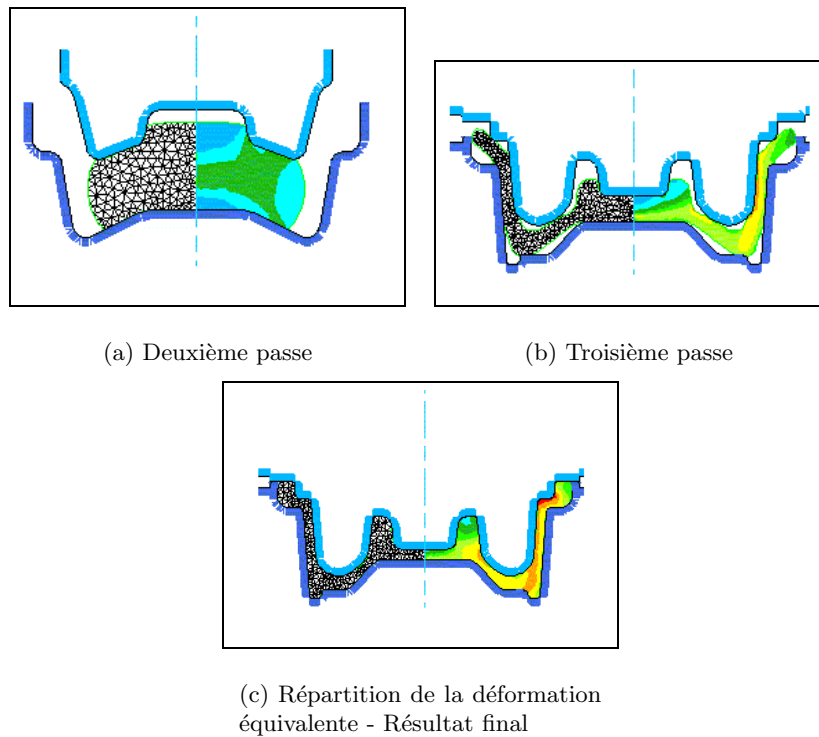 (a) Deuxième passe
(b) Troisième passe
(c) Répartition de la déformation
équivalente - Résultat final